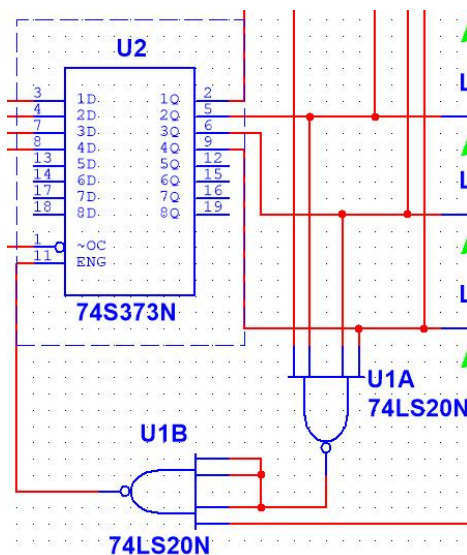 U2
3 1D 1Q 2
4 2D 2Q 5
7 3D 3Q 6
8 4D 4Q 9
13 5D 5Q 12
14 6D 6Q 15
17 7D 7Q 16
18 8D 8Q 19
1 ~OC
11 ENG
74S373N
U1A
74LS20N
U1B
74LS20N